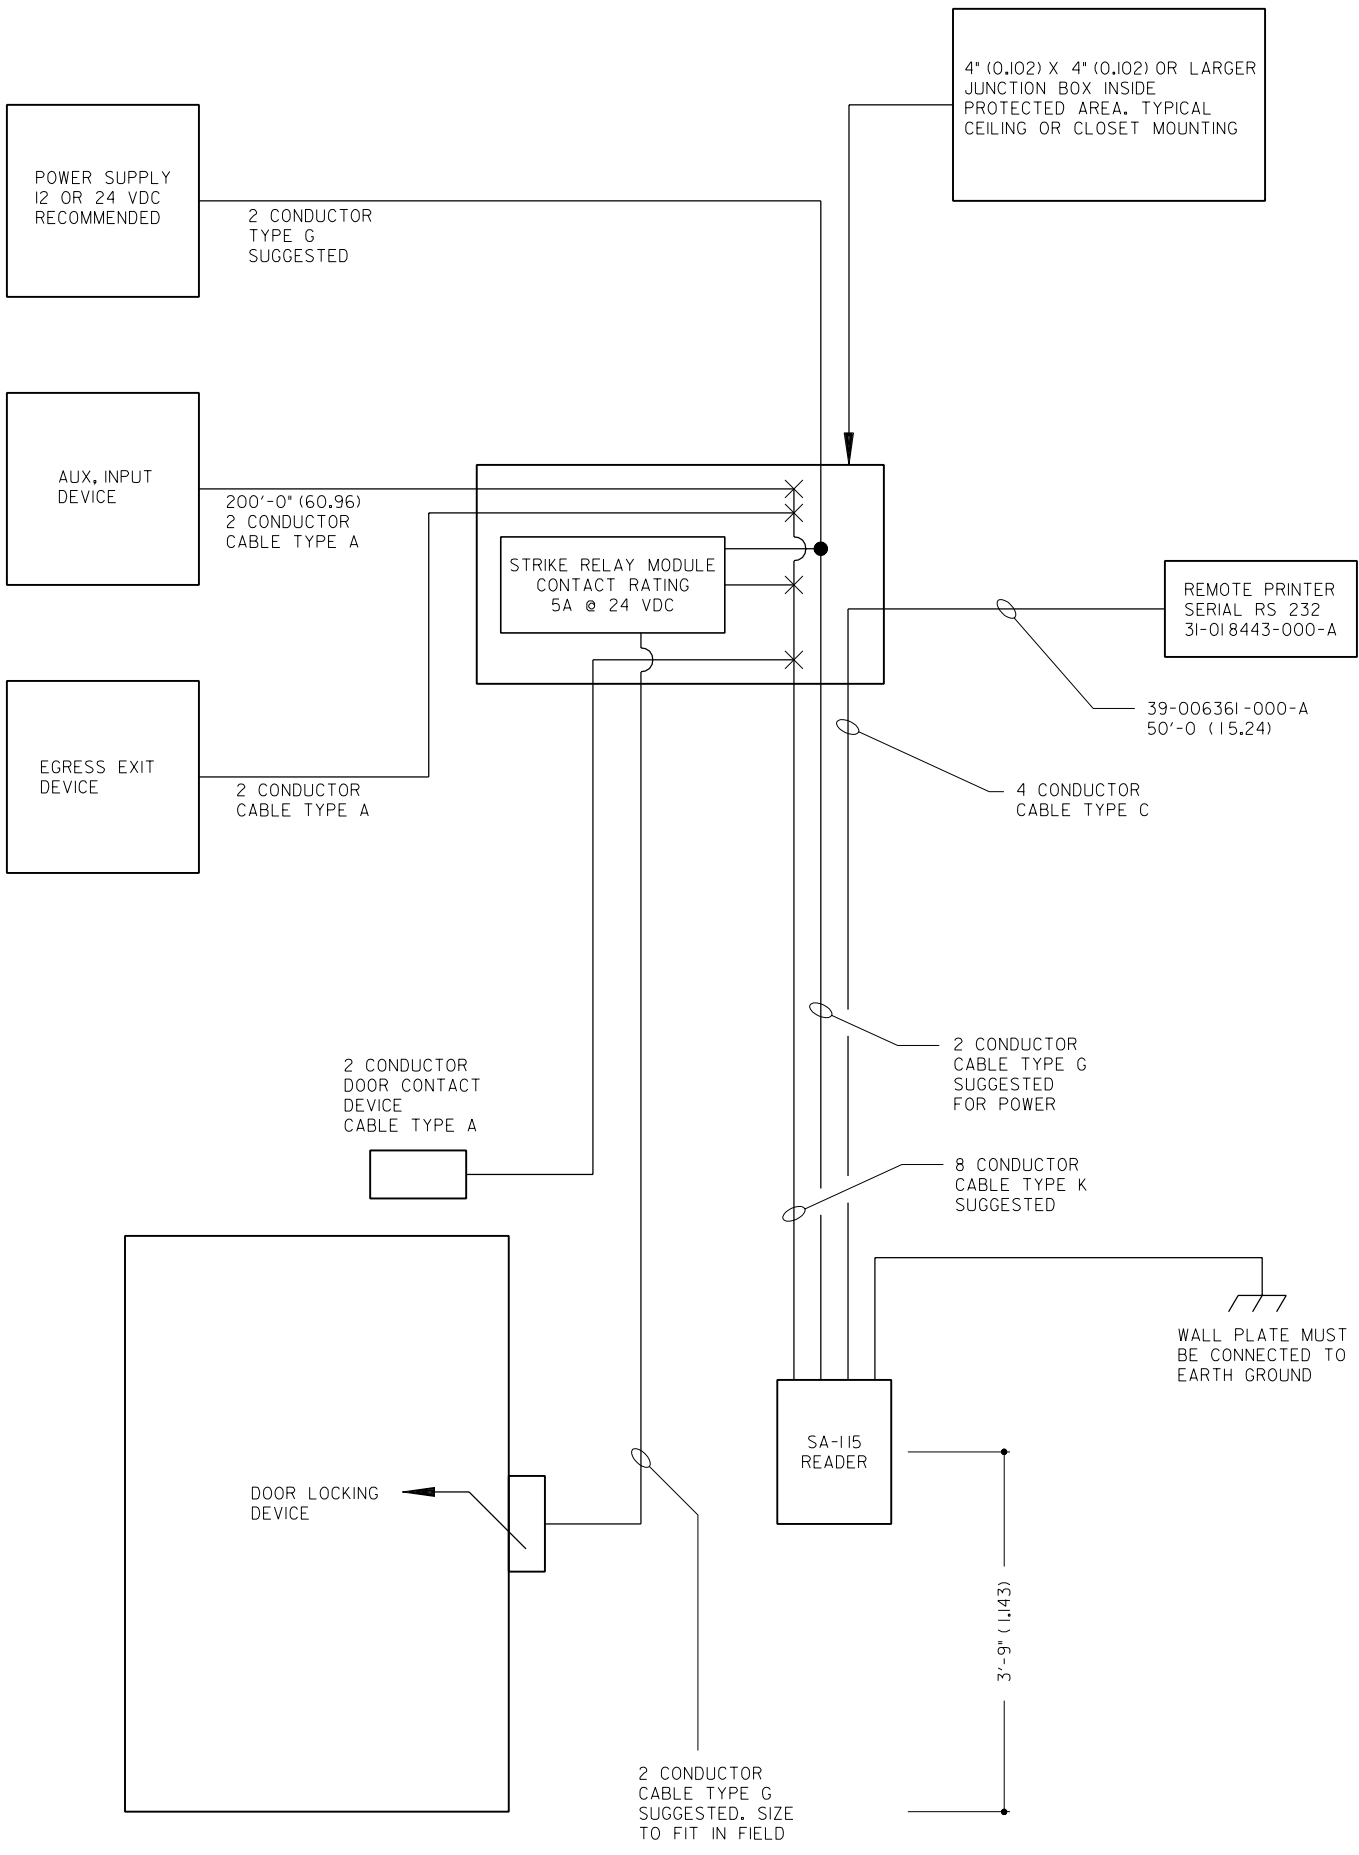 4" (0.102) X 4" (0.102) OR LARGER
JUNCTION BOX INSIDE
PROTECTED AREA. TYPICAL
CEILING OR CLOSET MOUNTING
POWER SUPPLY
12 OR 24 VDC
RECOMMENDED
2 CONDUCTOR
TYPE G
SUGGESTED
AUX. INPUT
DEVICE
200'-0" (60.96)
2 CONDUCTOR
CABLE TYPE A
STRIKE RELAY MODULE
CONTACT RATING
5A @ 24 VDC
REMOTE PRINTER
SERIAL RS 232
31-018443-000-A
39-006361-000-A
50'-0 (15.24)
EGRESS EXIT
DEVICE
2 CONDUCTOR
CABLE TYPE A
4 CONDUCTOR
CABLE TYPE C
2 CONDUCTOR
DOOR CONTACT
DEVICE
CABLE TYPE A
2 CONDUCTOR
CABLE TYPE G
SUGGESTED
FOR POWER
8 CONDUCTOR
CABLE TYPE K
SUGGESTED
WALL PLATE MUST
BE CONNECTED TO
EARTH GROUND
SA-115
READER
DOOR LOCKING
DEVICE
3'-9" (1.143)
2 CONDUCTOR
CABLE TYPE G
SUGGESTED. SIZE
TO FIT IN FIELD